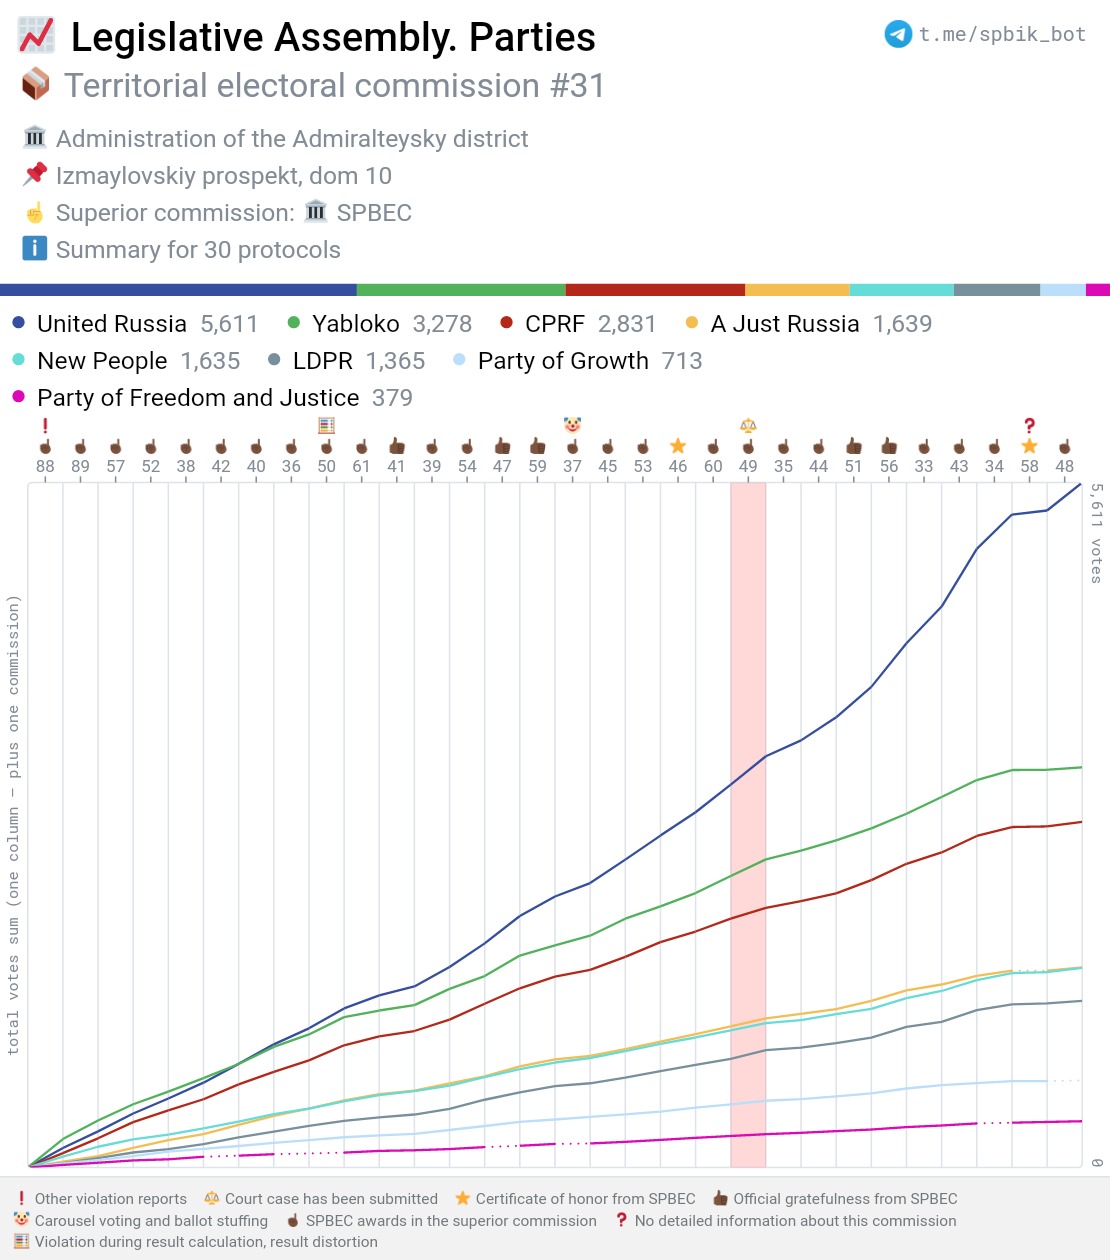 Legislative Assembly. Parties
t.me/spbik_bot
Territorial electoral commission #31
Administration of the Admiralteysky district
Izmaylovskiy prospekt, dom 10
Superior commission: SPBEC
Summary for 30 protocols
United Russia 5,611 Yabloko 3,278 CPRF 2,831 A Just Russia 1,639
New People 1,635 LDPR 1,365 Party of Growth 713
Party of Freedom and Justice 379
88 89 57 52 38 42 40 36 50 61 41 39 54 47 59 37 45 53 46 60 49 35 44 51 56 33 43 34 58 48
5,611 votes
total votes sum (one column — plus one commission)
0
Other violation reports Court case has been submitted Certificate of honor from SPBEC Official gratefulness from SPBEC
Carousel voting and ballot stuffing SPBEC awards in the superior commission No detailed information about this commission
Violation during result calculation, result distortion